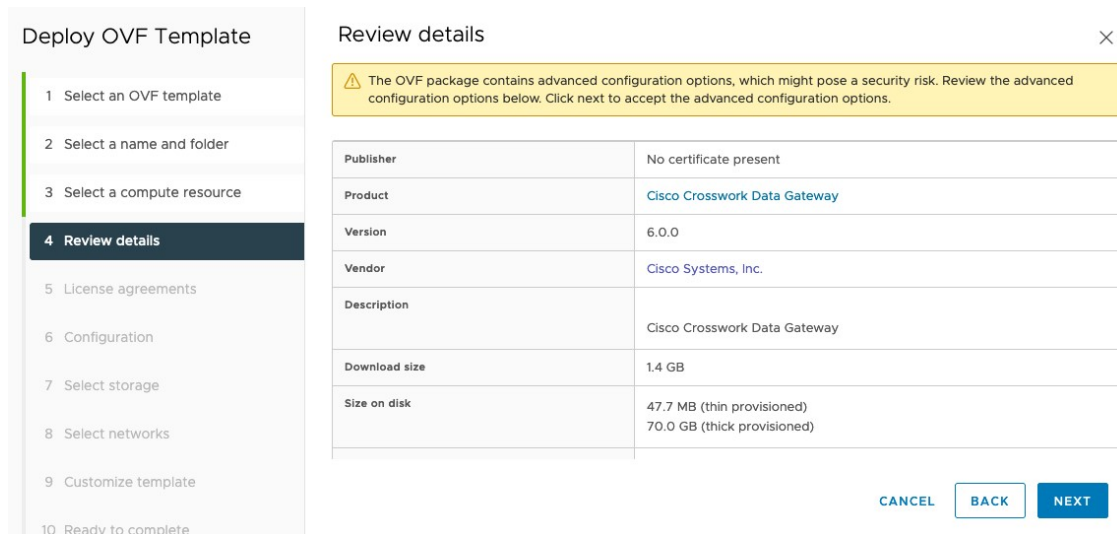 Deploy OVF Template
1 Select an OVF template
2 Select a name and folder
3 Select a compute resource
4 Review details
5 License agreements
6 Configuration
7 Select storage
8 Select networks
9 Customize template
10 Ready to complete
Review details
The OVF package contains advanced configuration options, which might pose a security risk. Review the advanced
configuration options below. Click next to accept the advanced configuration options.
Publisher No certificate present
Product Cisco Crosswork Data Gateway
Version 6.0.0
Vendor Cisco Systems, Inc.
Description
Cisco Crosswork Data Gateway
Download size 1.4 GB
Size on disk 47.7 MB (thin provisioned)
70.0 GB (thick provisioned)
CANCEL BACK NEXT